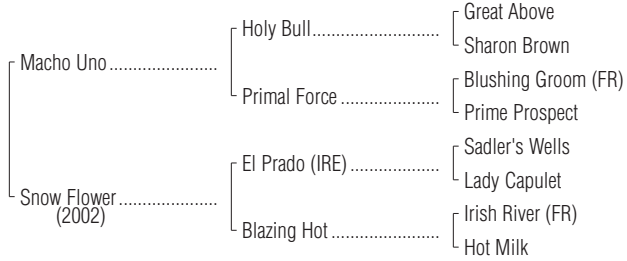 Great Above
Holy Bull
Sharon Brown
Macho Uno
Blushing Groom (FR)
Primal Force
Prime Prospect
Sadler's Wells
El Prado (IRE)
Lady Capulet
Snow Flower
(2002)
Irish River (FR)
Blazing Hot
Hot Milk